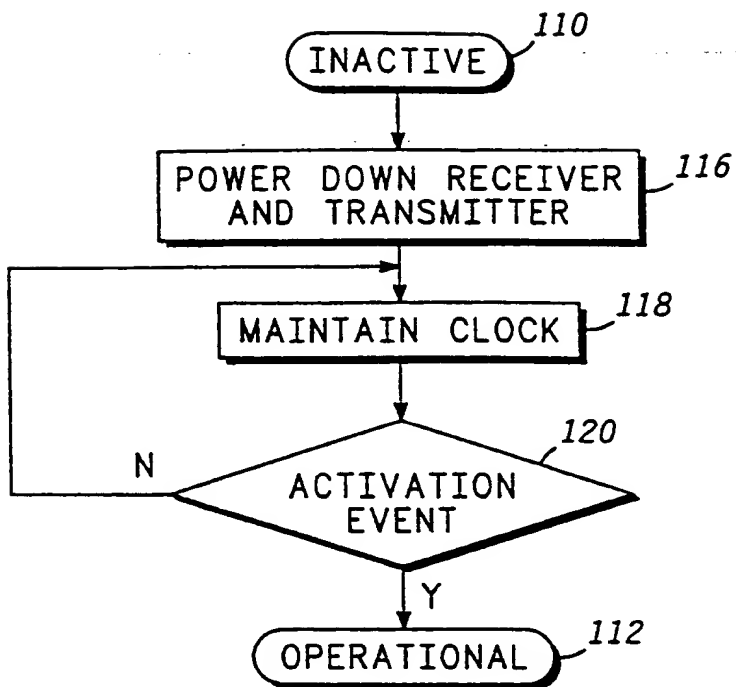 INACTIVE
110
POWER DOWN RECEIVER
AND TRANSMITTER
116
MAINTAIN CLOCK
118
120
N
ACTIVATION
EVENT
Y
OPERATIONAL
112